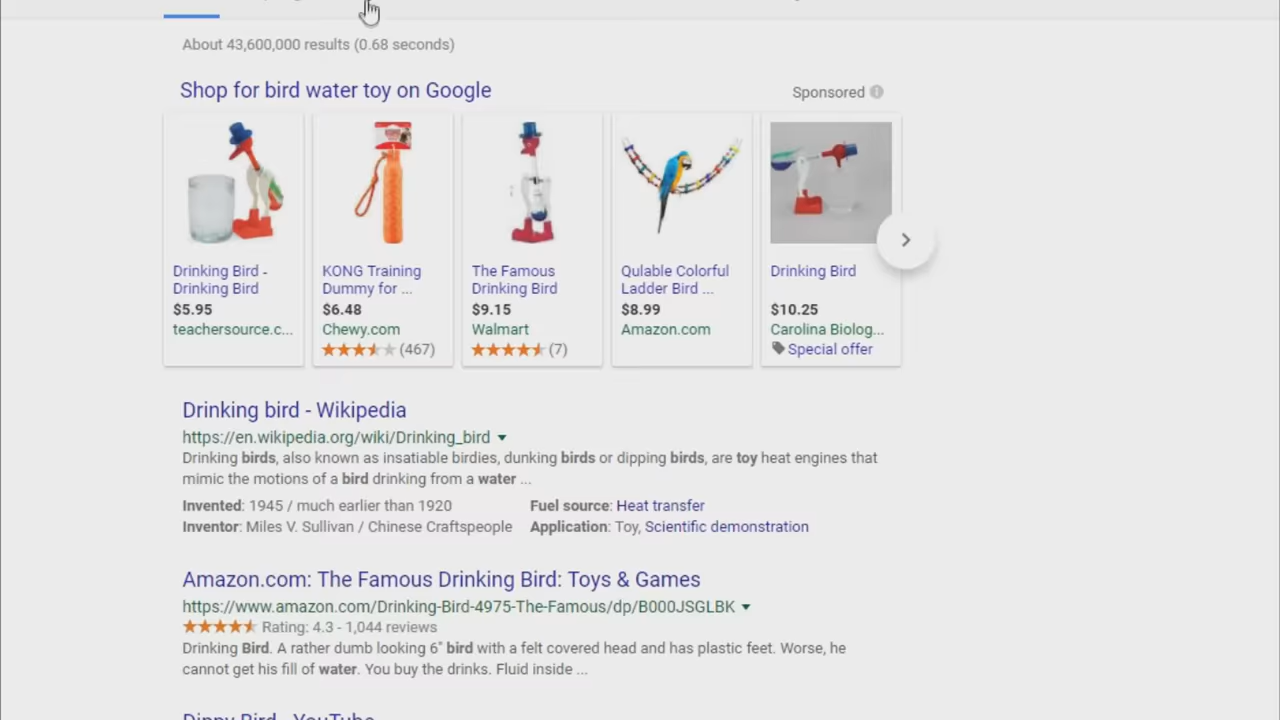 About 43,600,000 results (0.68 seconds)
Shop for bird water toy on Google
Sponsored
Drinking Bird -
Drinking Bird
$5.95
teachersource.c...
KONG Training
Dummy for ...
$6.48
Chewy.com
(467)
The Famous
Drinking Bird
$9.15
Walmart
(7)
Qulable Colorful
Ladder Bird ...
$8.99
Amazon.com
Drinking Bird
$10.25
Carolina Biolog...
Special offer
Drinking bird - Wikipedia
https://en.wikipedia.org/wiki/Drinking_bird
Drinking birds, also known as insatiable birdies, dunking birds or dipping birds, are toy heat engines that
mimic the motions of a bird drinking from a water ...
Invented: 1945 / much earlier than 1920 Fuel source: Heat transfer
Inventor: Miles V. Sullivan / Chinese Craftspeople Application: Toy, Scientific demonstration
Amazon.com: The Famous Drinking Bird: Toys & Games
https://www.amazon.com/Drinking-Bird-4975-The-Famous/dp/B000JSGLBK
Rating: 4.3 - 1,044 reviews
Drinking Bird. A rather dumb looking 6" bird with a felt covered head and has plastic feet. Worse, he
cannot get his fill of water. You buy the drinks. Fluid inside ...
Dippy Bird - YouTube